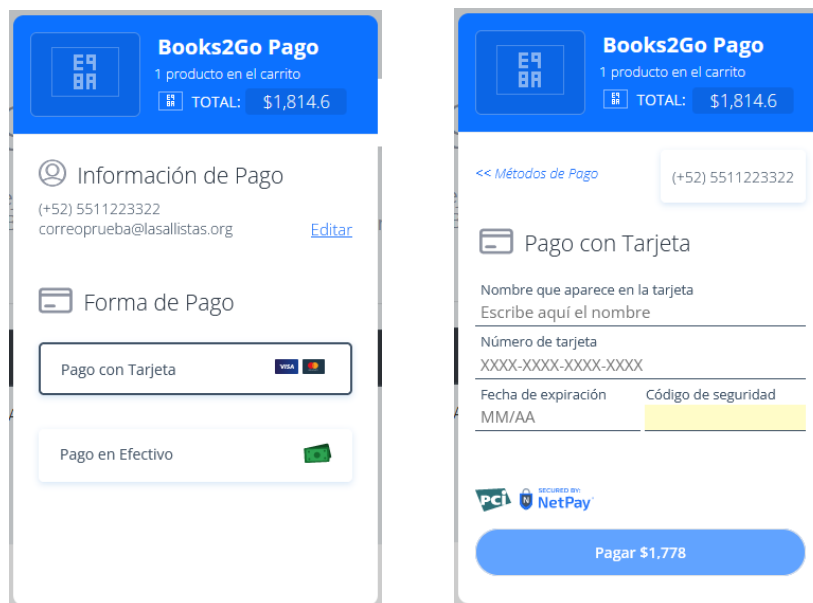 Books2Go Pago
1 producto en el carrito
TOTAL: $1,814.6
Información de Pago
(+52) 5511223322
correoprueba@lasallistas.org Editar
Forma de Pago
Pago con Tarjeta VISA
Pago en Efectivo
Books2Go Pago
1 producto en el carrito
TOTAL: $1,814.6
<< Métodos de Pago (+52) 5511223322
Pago con Tarjeta
Nombre que aparece en la tarjeta
Escribe aquí el nombre
Número de tarjeta
XXXX-XXXX-XXXX-XXXX
Fecha de expiración Código de seguridad
MM/AA
PCi SECURED BY: N NetPay
Pagar $1,778